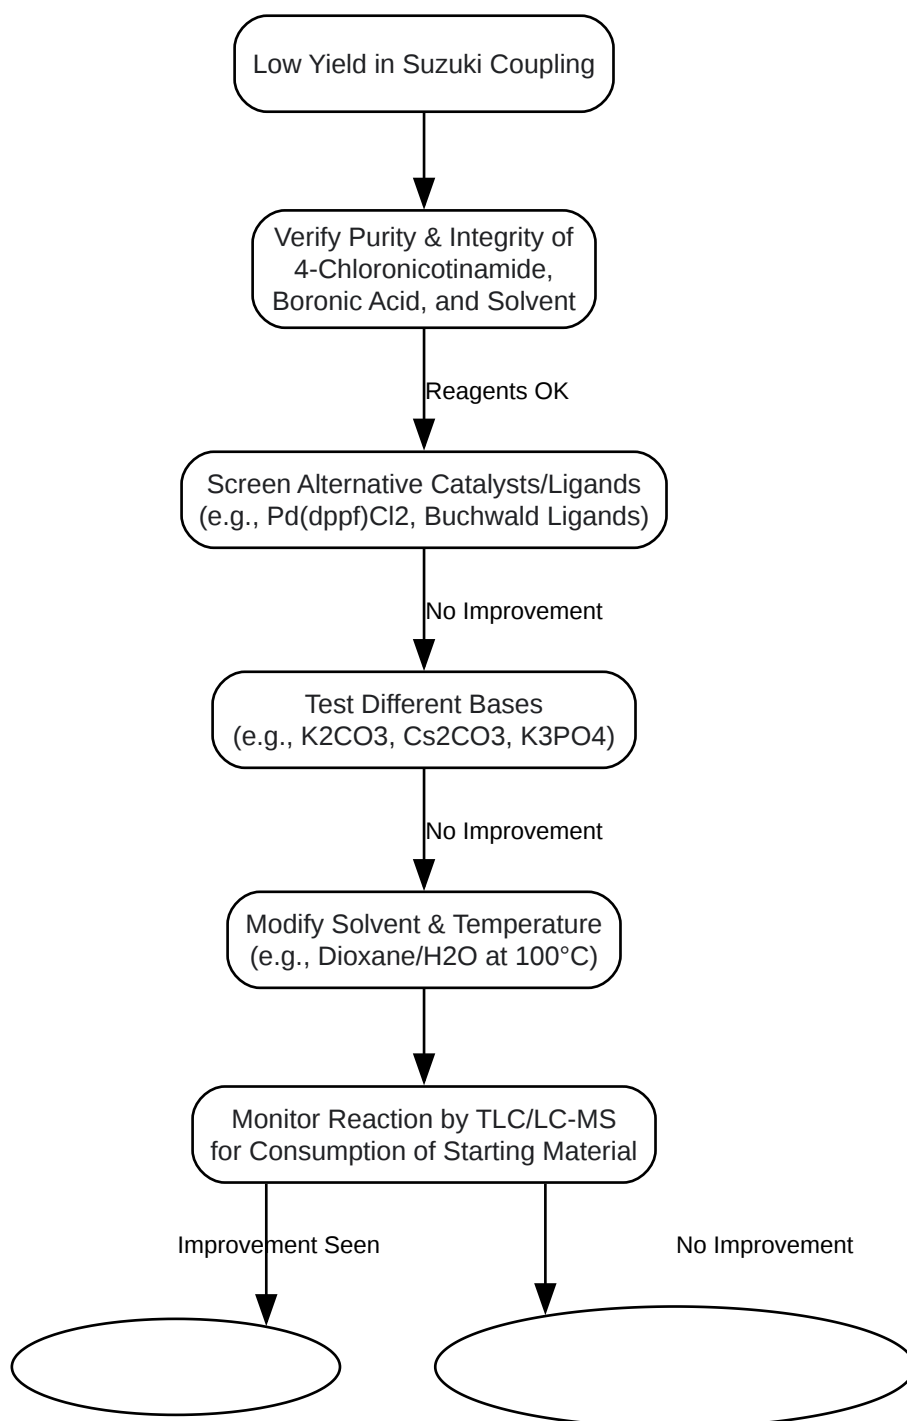 Low Yield in Suzuki Coupling
Verify Purity & Integrity of
4-Chloronicotinamide,
Boronic Acid, and Solvent
Reagents OK
Screen Alternative Catalysts/Ligands
(e.g., Pd(dppf)Cl2, Buchwald Ligands)
No Improvement
Test Different Bases
(e.g., K2CO3, Cs2CO3, K3PO4)
No Improvement
Modify Solvent & Temperature
(e.g., Dioxane/H2O at 100°C)
Monitor Reaction by TLC/LC-MS
for Consumption of Starting Material
Improvement Seen
No Improvement